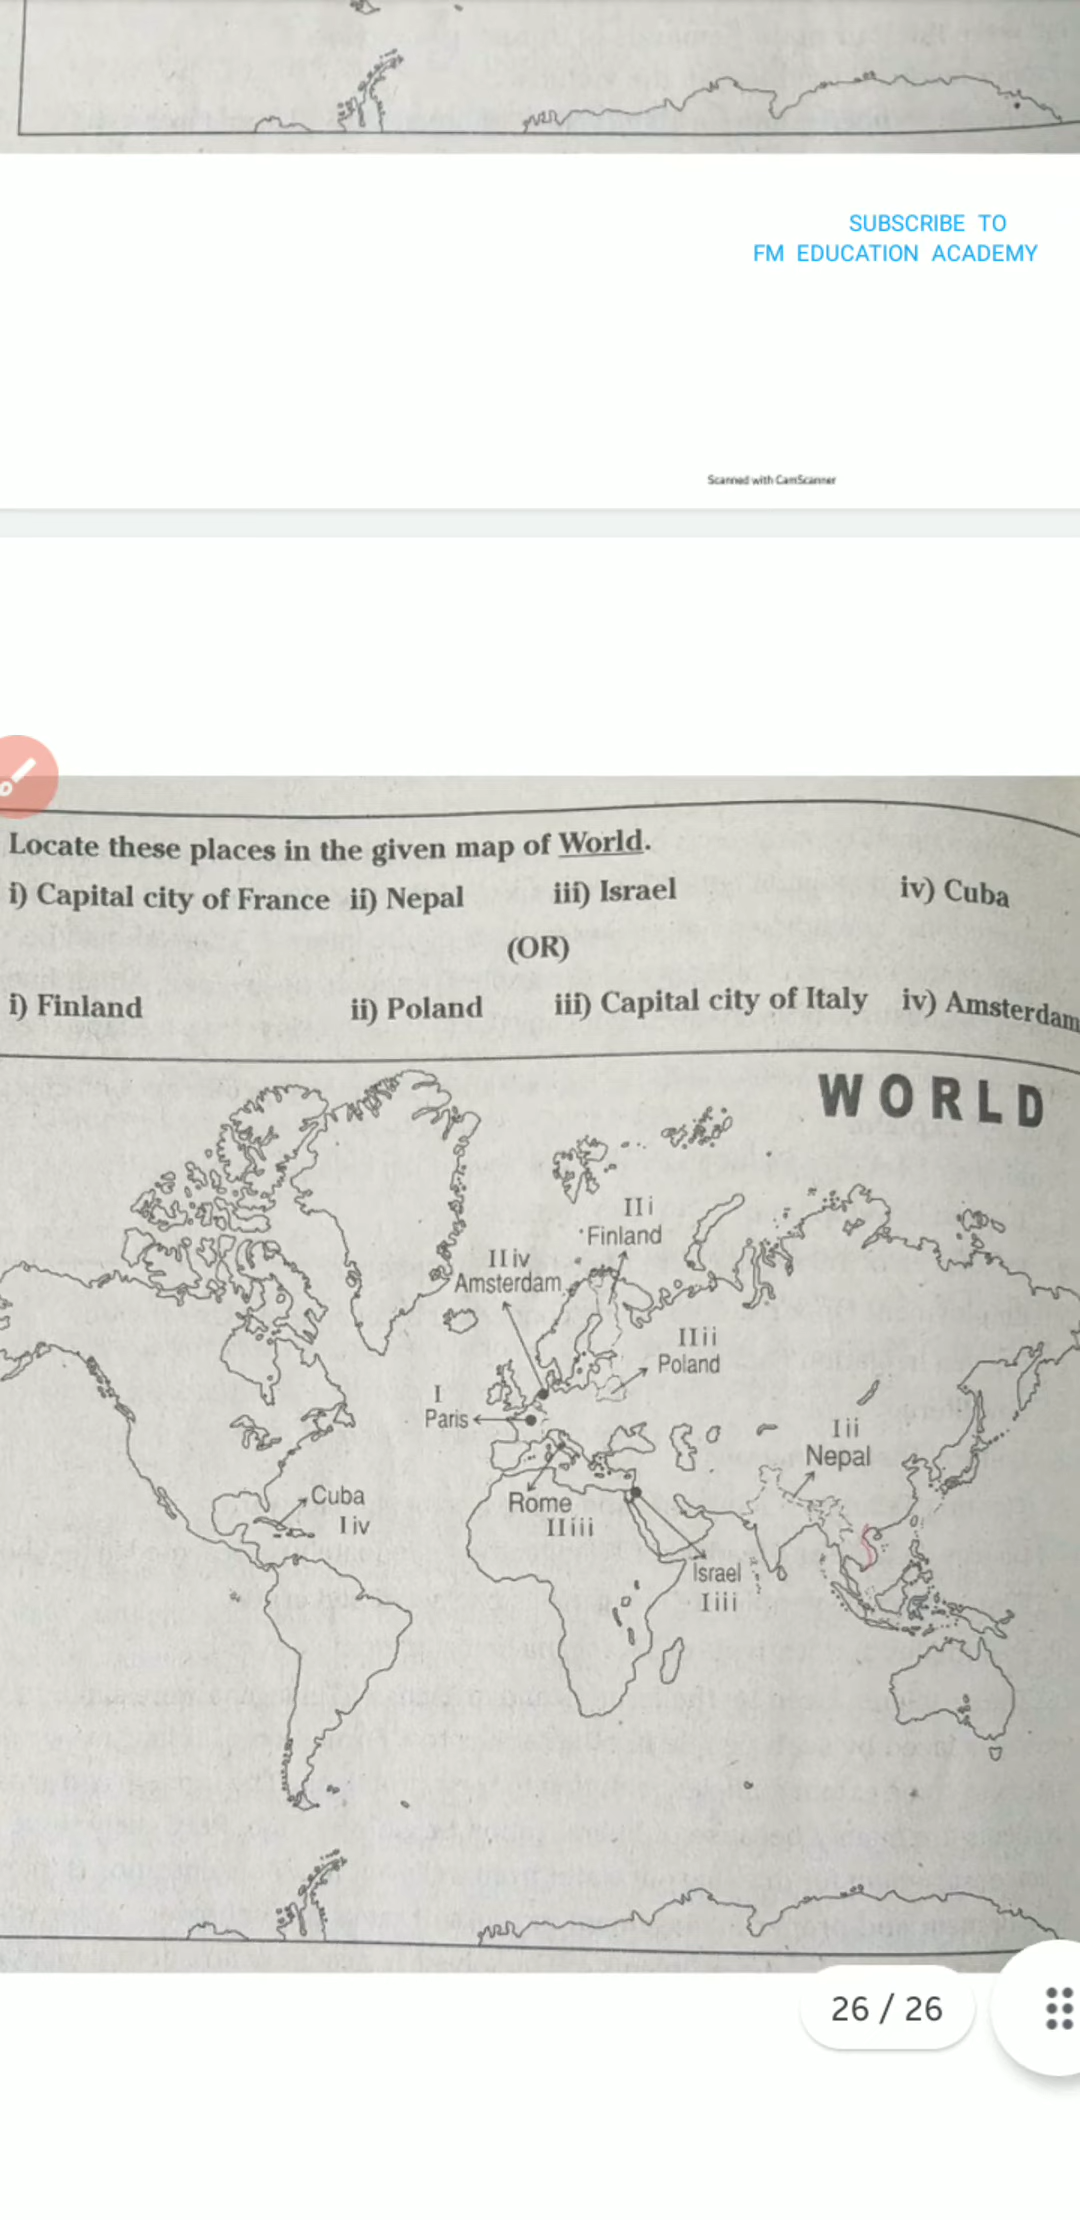 SUBSCRIBE TO
FM EDUCATION ACADEMY
Scanned with CamScanner
Locate these places in the given map of World.
i) Capital city of France ii) Nepal iii) Israel iv) Cuba
(OR)
i) Finland ii) Poland iii) Capital city of Italy iv) Amsterdam
WORLD
II i
Finland
II iv
Amsterdam
II ii
Poland
I
Paris
I ii
Nepal
Cuba
I iv
Rome
II iii
Israel
I iii
26 / 26